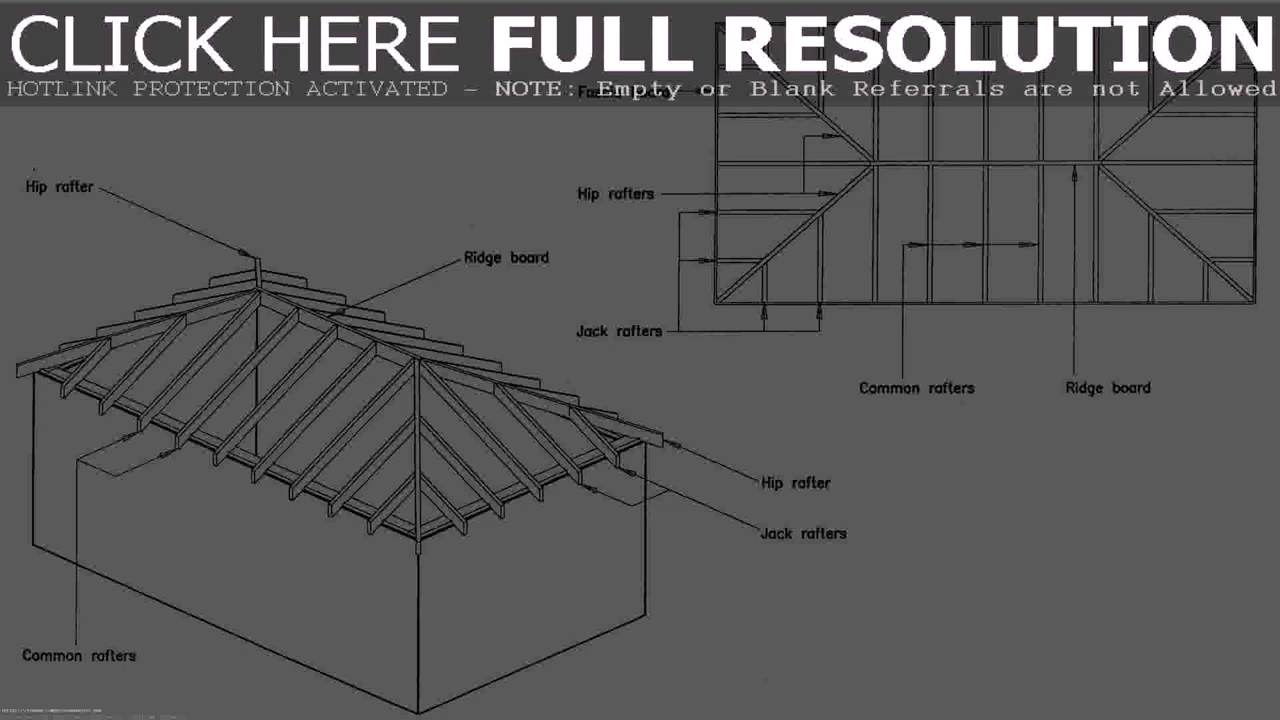 CLICK HERE FULL RESOLUTION
HOTLINK PROTECTION ACTIVATED – NOTE: Empty or Blank Referrals are not Allowed
Hip rafter
Hip rafters
Ridge board
Jack rafters
Common rafters
Ridge board
Hip rafter
Jack rafters
Common rafters